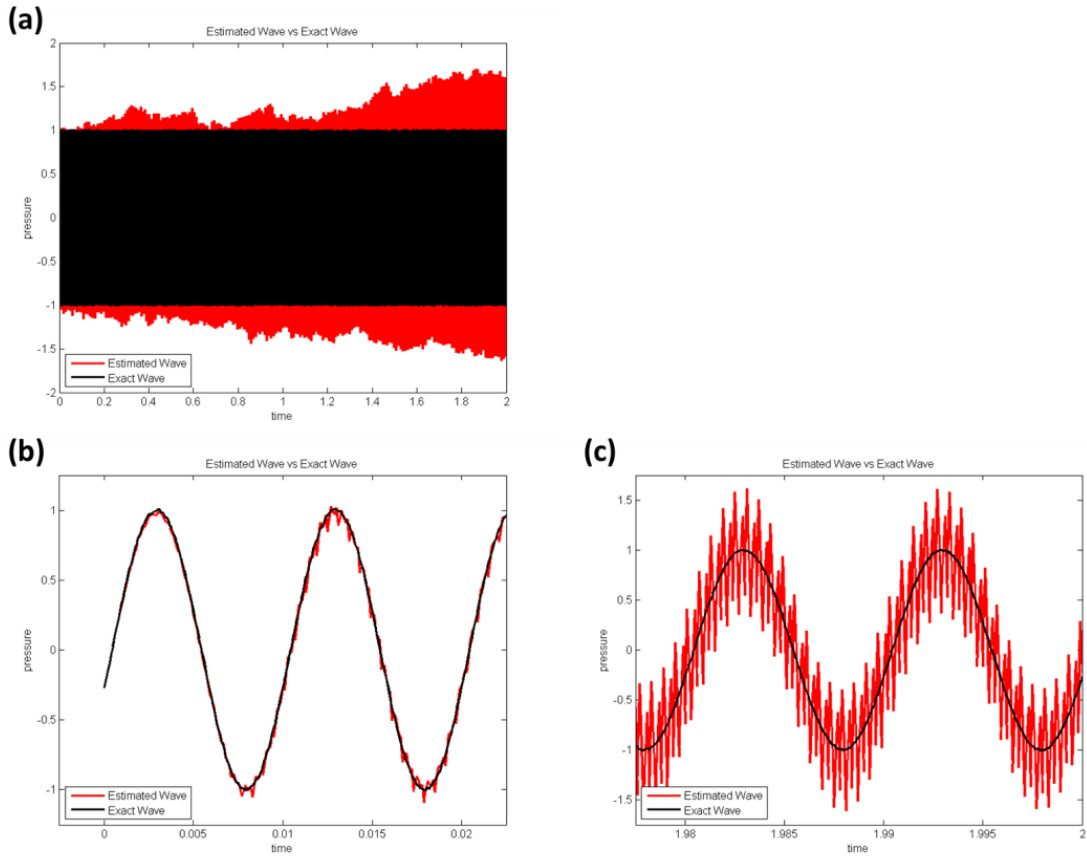 (a)
Estimated Wave vs Exact Wave
2
1.5
1
0.5
0
-0.5
-1
-1.5
-2
pressure
Estimated Wave
Exact Wave
0 0.2 0.4 0.6 0.8 1 1.2 1.4 1.6 1.8 2
time
(b)
Estimated Wave vs Exact Wave
1
0.5
0
-0.5
-1
pressure
Estimated Wave
Exact Wave
0 0.005 0.01 0.015 0.02
time
(c)
Estimated Wave vs Exact Wave
1.5
1
0.5
0
-0.5
-1
-1.5
pressure
Estimated Wave
Exact Wave
1.98 1.985 1.99 1.995 2
time